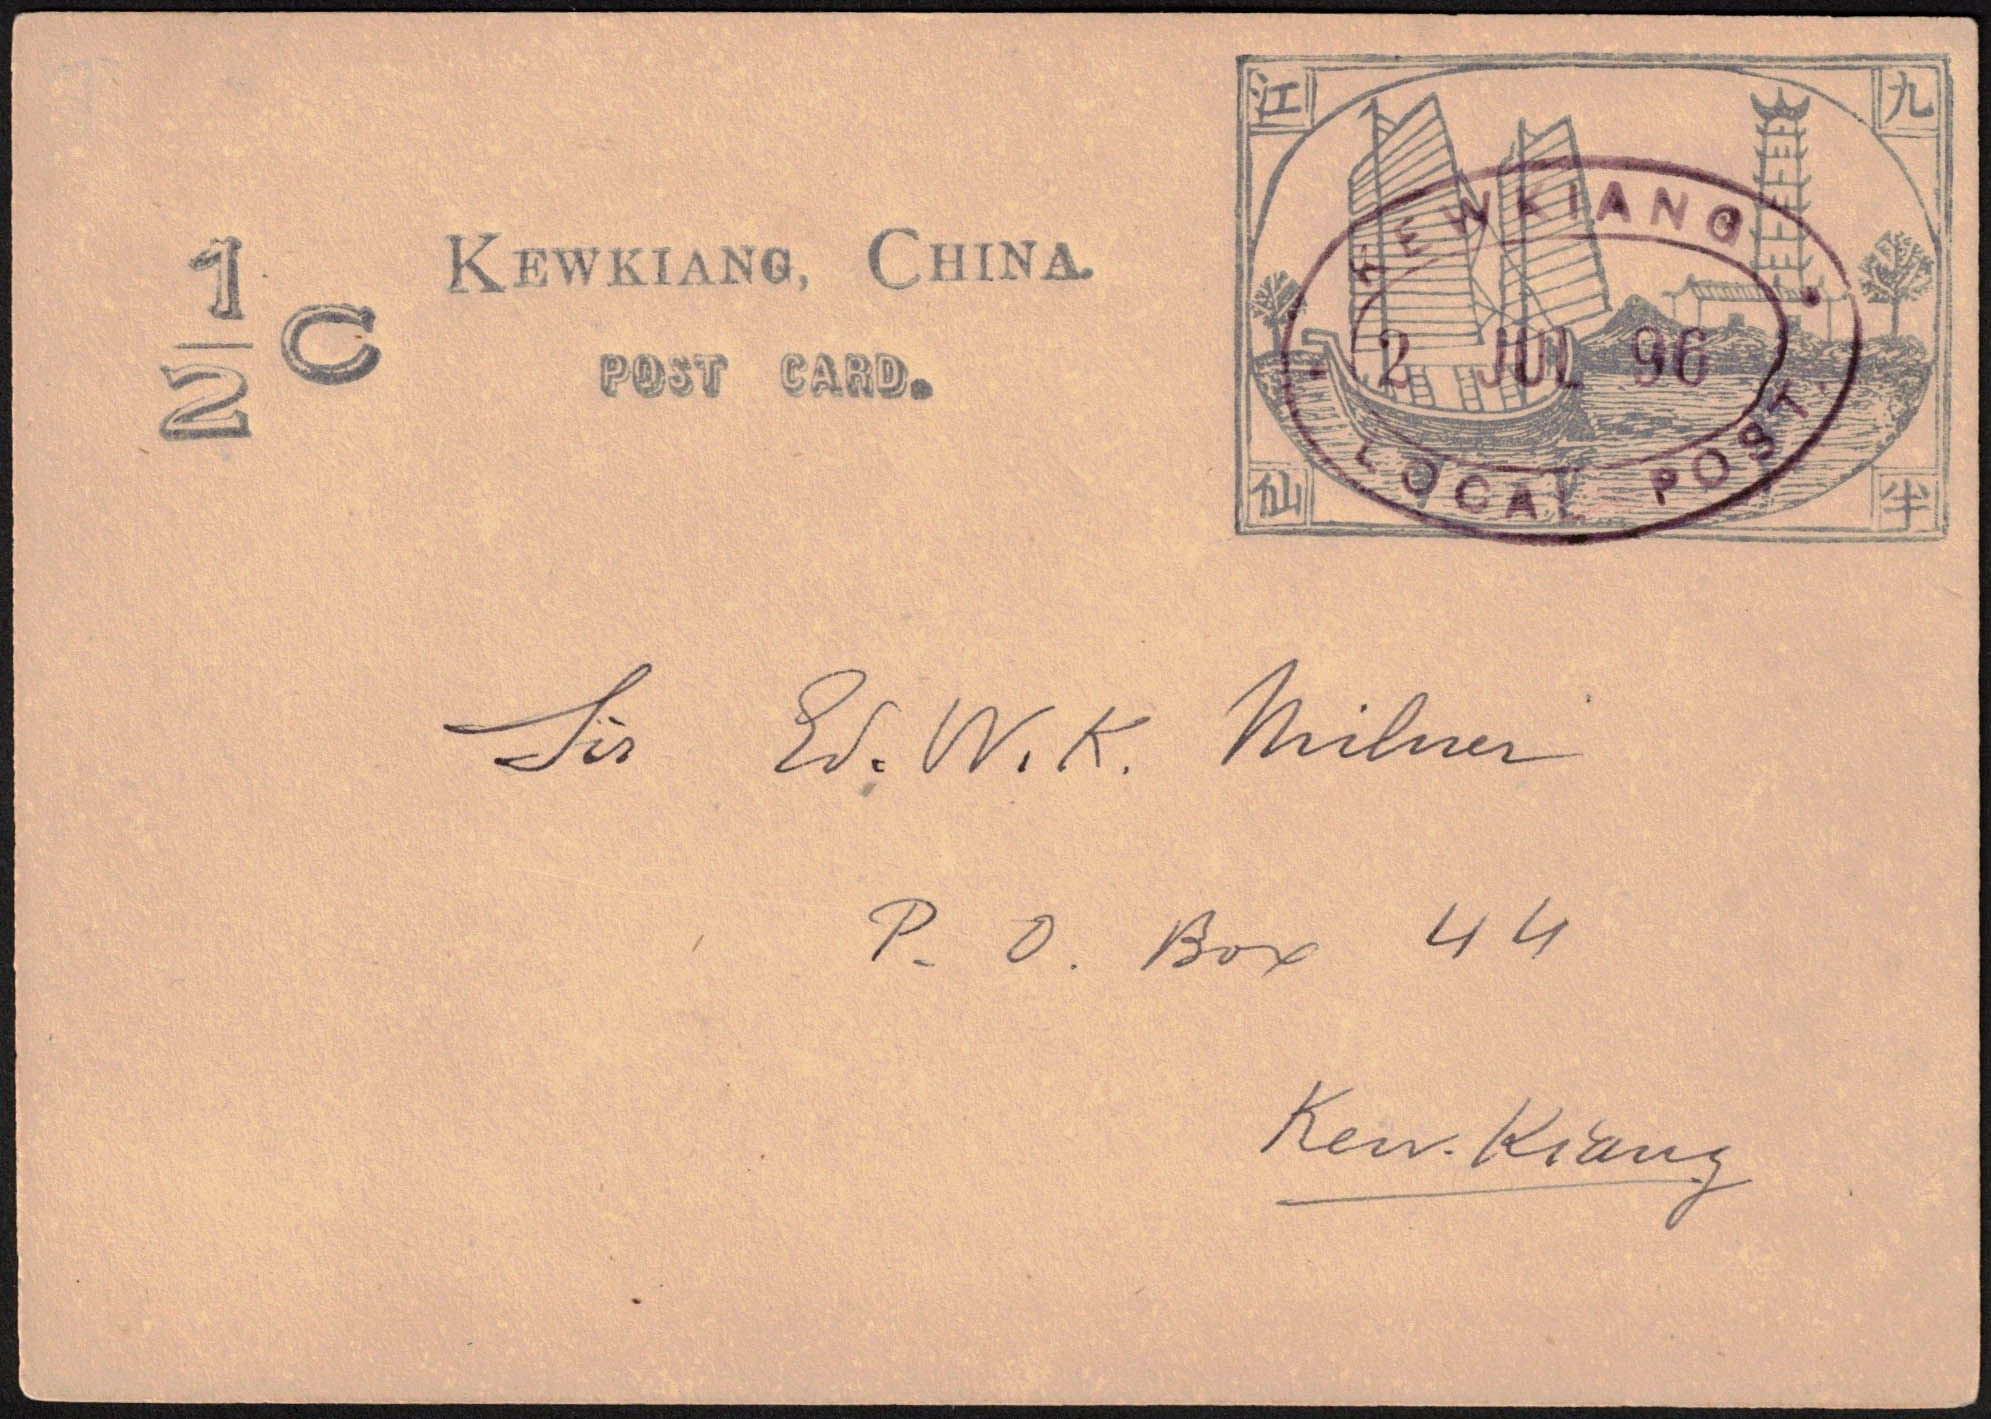 九
江
半
仙
KEWKIANG
2 JUL 96
LOCAL POST
1/2 C
KEWKIANG, CHINA.
POST CARD.
Sir Ed. W. K. Milner
P. O. Box 44
Kew. Kiang